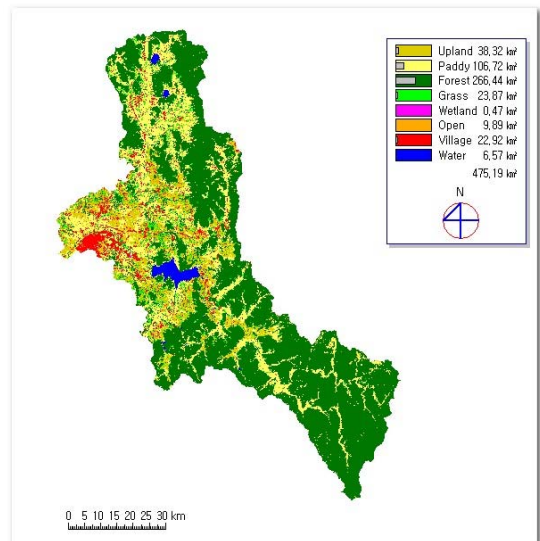 Upland 38,32 km²
Paddy 106,72 km²
Forest 266,44 km²
Grass 23,87 km²
Wetland 0,47 km²
Open 9,89 km²
Village 22,92 km²
Water 6,57 km²
475,19 km²
N
0 5 10 15 20 25 30 km